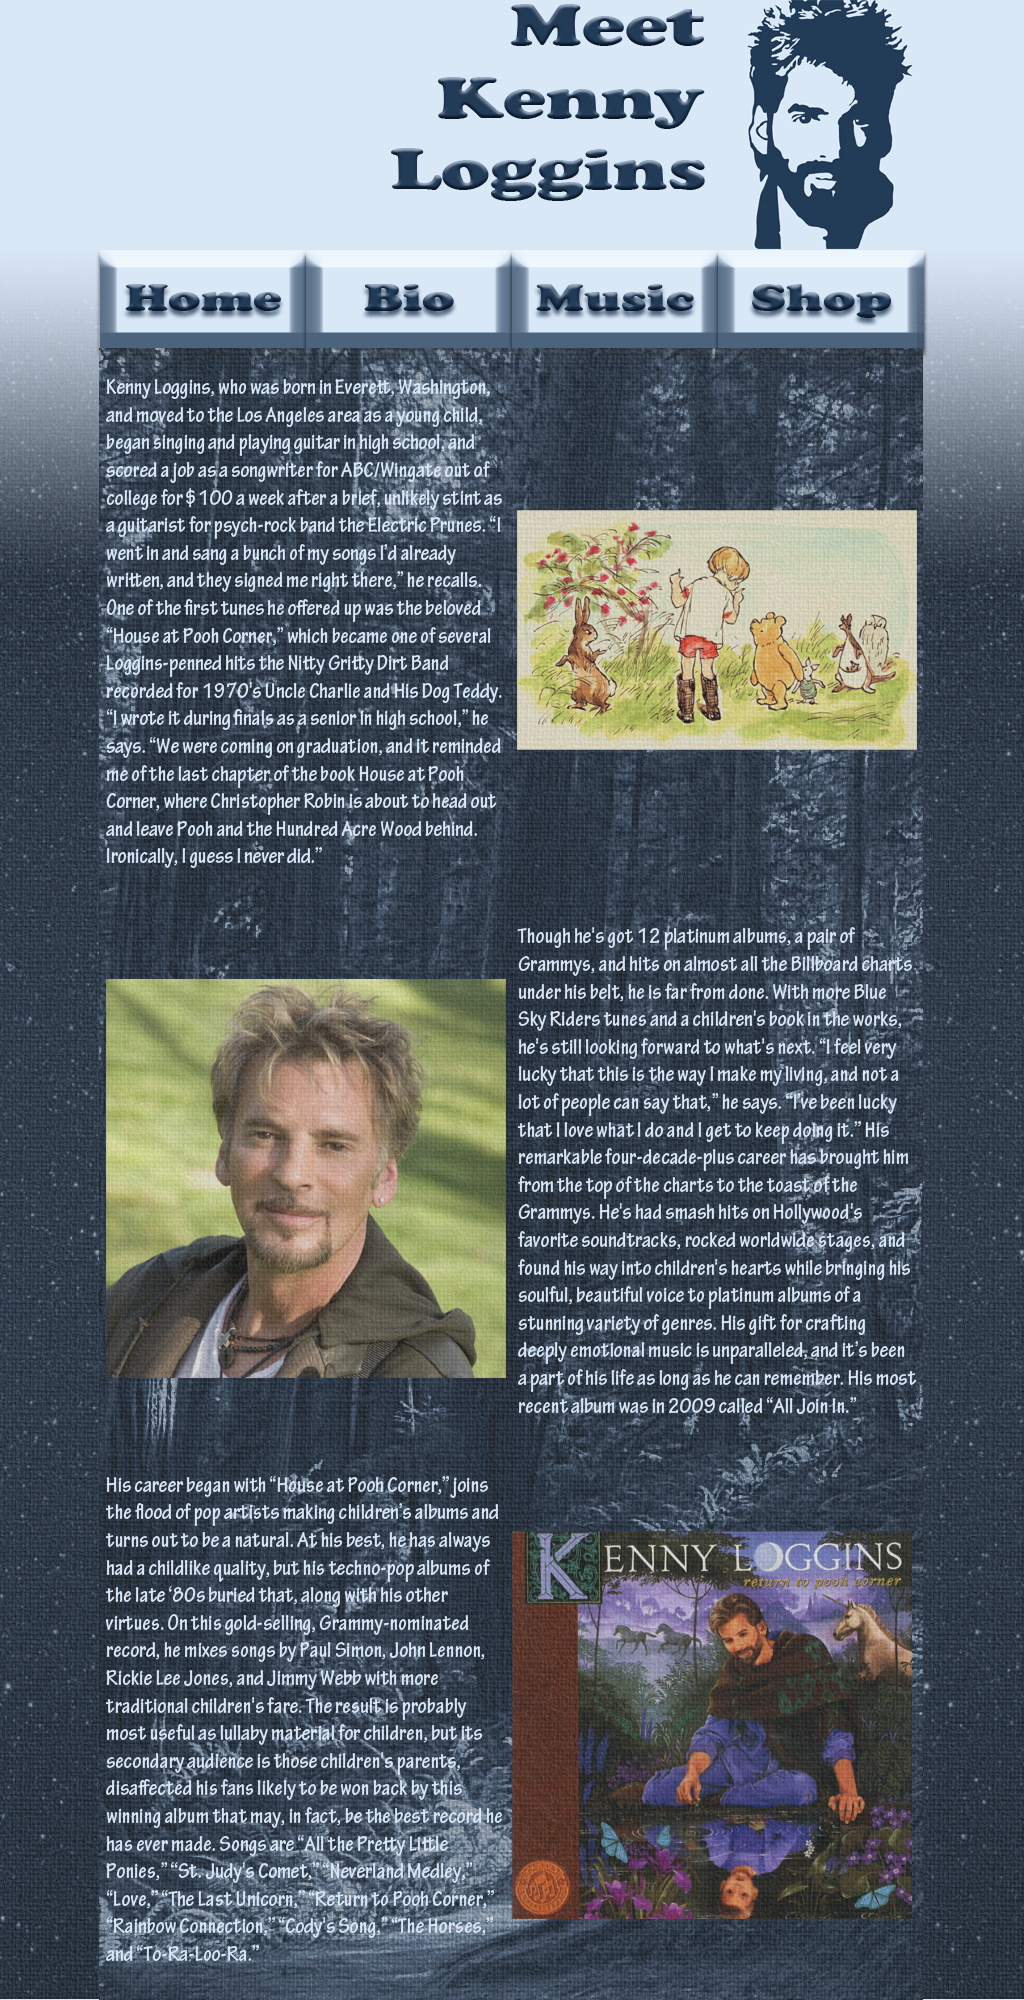 Meet
Kenny
Loggins
Home Bio Music Shop
Kenny Loggins, who was born in Everett, Washington,
and moved to the Los Angeles area as a young child,
began singing and playing guitar in high school, and
scored a job as a songwriter for ABC/Wingate out of
college for $100 a week after a brief, unlikely stint as
a guitarist for psych-rock band the Electric Prunes. “I
went in and sang a bunch of my songs I’d already
written, and they signed me right there,” he recalls.
One of the first tunes he offered up was the beloved
“House at Pooh Corner,” which became one of several
Loggins-penned hits the Nitty Gritty Dirt Band
recorded for 1970's Uncle Charlie and His Dog Teddy.
“I wrote it during finals as a senior in high school,” he
says. “We were coming on graduation, and it reminded
me of the last chapter of the book House at Pooh
Corner, where Christopher Robin is about to head out
and leave Pooh and the Hundred Acre Wood behind.
Ironically, I guess I never did.”
Though he's got 12 platinum albums, a pair of
Grammys, and hits on almost all the Billboard charts
under his belt, he is far from done. With more Blue
Sky Riders tunes and a children's book in the works,
he's still looking forward to what's next. “I feel very
lucky that this is the way I make my living, and not a
lot of people can say that,” he says. “I’ve been lucky
that I love what I do and I get to keep doing it.” His
remarkable four-decade-plus career has brought him
from the top of the charts to the toast of the
Grammys. He's had smash hits on Hollywood's
favorite soundtracks, rocked worldwide stages, and
found his way into children's hearts while bringing his
soulful, beautiful voice to platinum albums of a
stunning variety of genres. His gift for crafting
deeply emotional music is unparalleled, and it’s been
a part of his life as long as he can remember. His most
recent album was in 2009 called “All Join In.”
His career began with “House at Pooh Corner,” joins
the flood of pop artists making children’s albums and
turns out to be a natural. At his best, he has always
had a childlike quality, but his techno-pop albums of
the late ‘80s buried that, along with his other
virtues. On this gold-selling, Grammy-nominated
record, he mixes songs by Paul Simon, John Lennon,
Rickie Lee Jones, and Jimmy Webb with more
traditional children's fare. The result is probably
most useful as lullaby material for children, but its
secondary audience is those children's parents,
disaffected his fans likely to be won back by this
winning album that may, in fact, be the best record he
has ever made. Songs are “All the Pretty Little
Ponies,” “St. Judy's Comet,” “Neverland Medley,”
“Love,” “The Last Unicorn,” “Return to Pooh Corner,”
“Rainbow Connection,” “Cody's Song,” “The Horses,”
and “To-Ra-Loo-Ra.”
KENNY LOGGINS
return to pooh corner